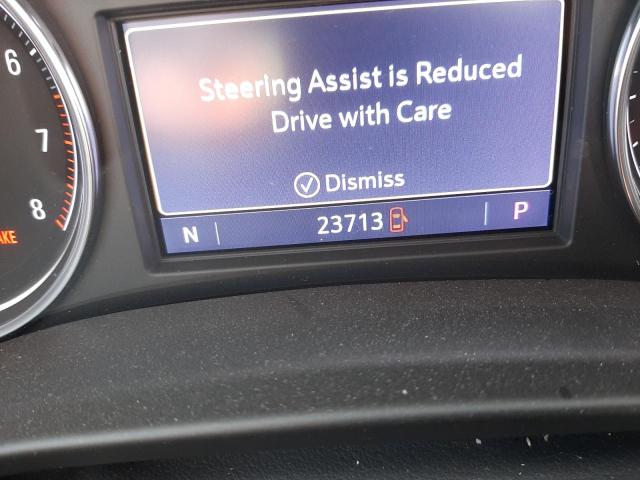 6
7
8
Steering Assist is Reduced
Drive with Care
Dismiss
N 23713 P
AKE